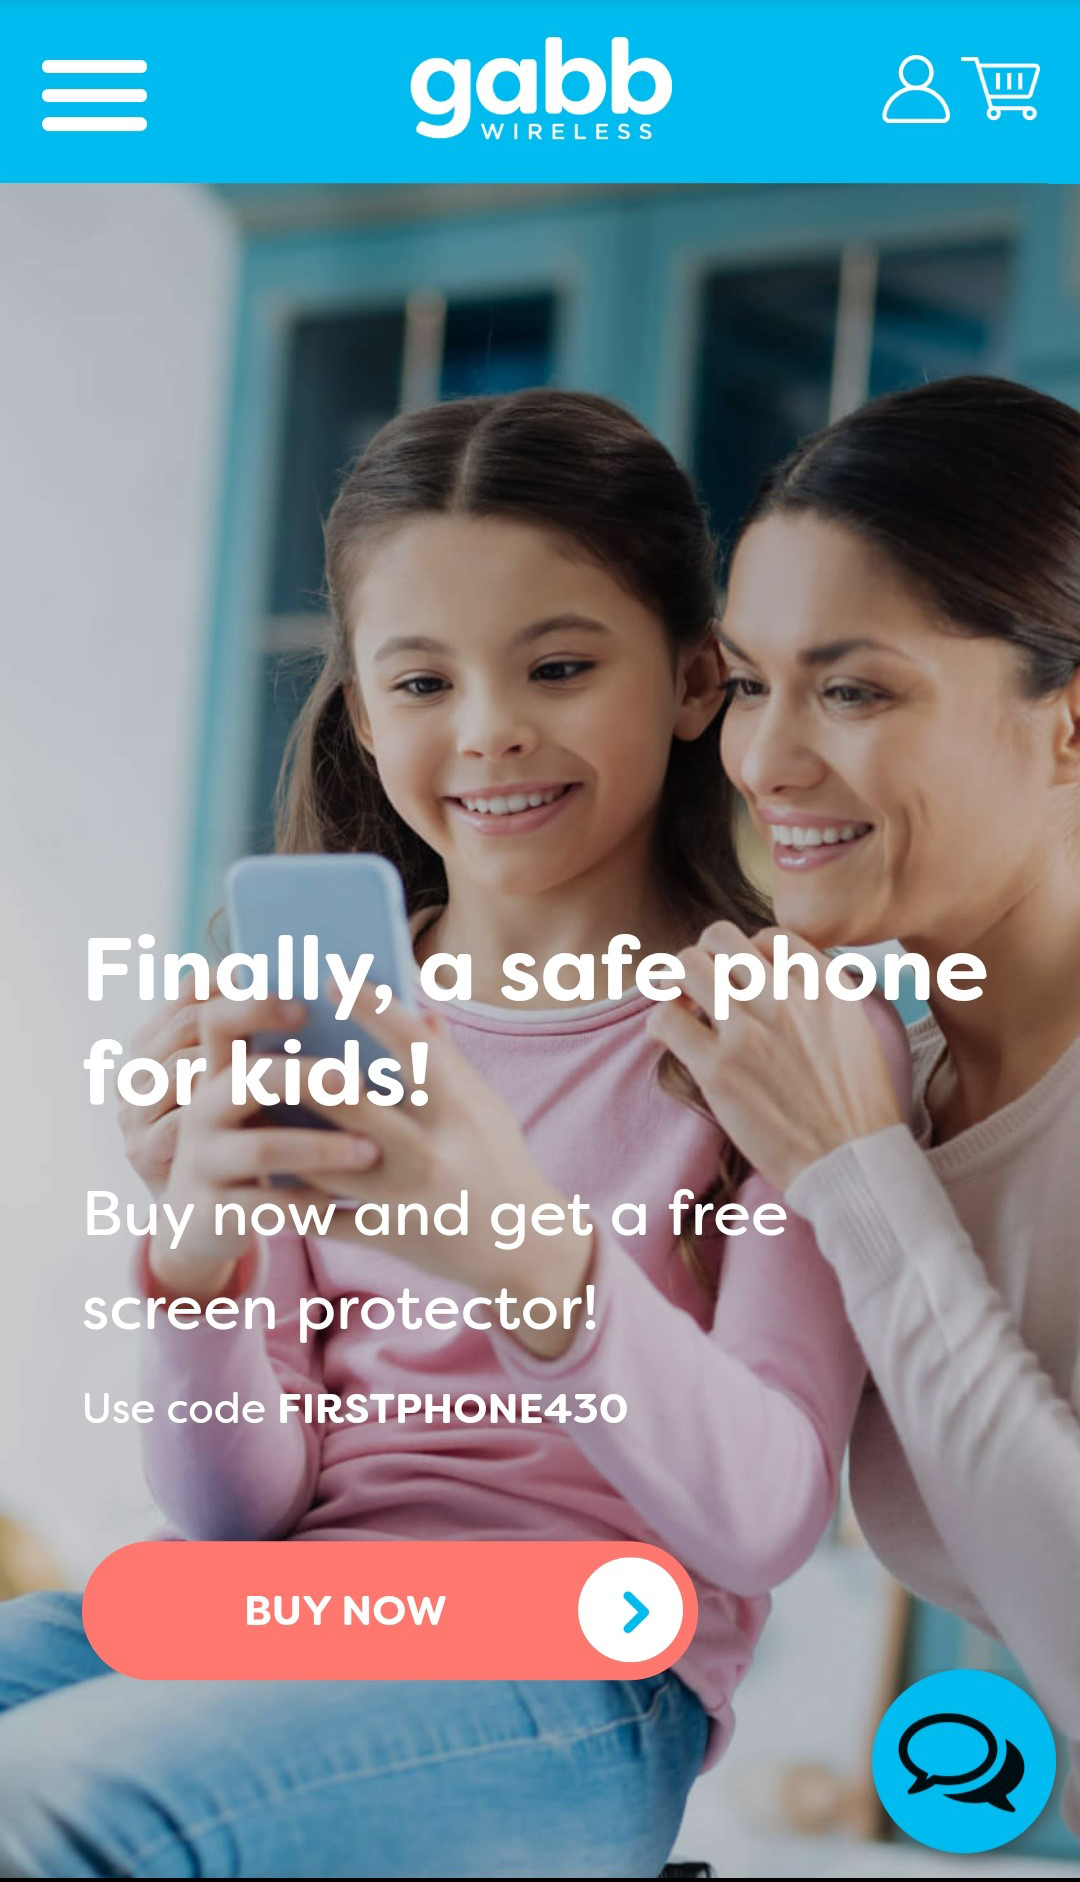 gabb
WIRELESS
Finally, a safe phone
for kids!
Buy now and get a free
screen protector!
Use code FIRSTPHONE430
BUY NOW